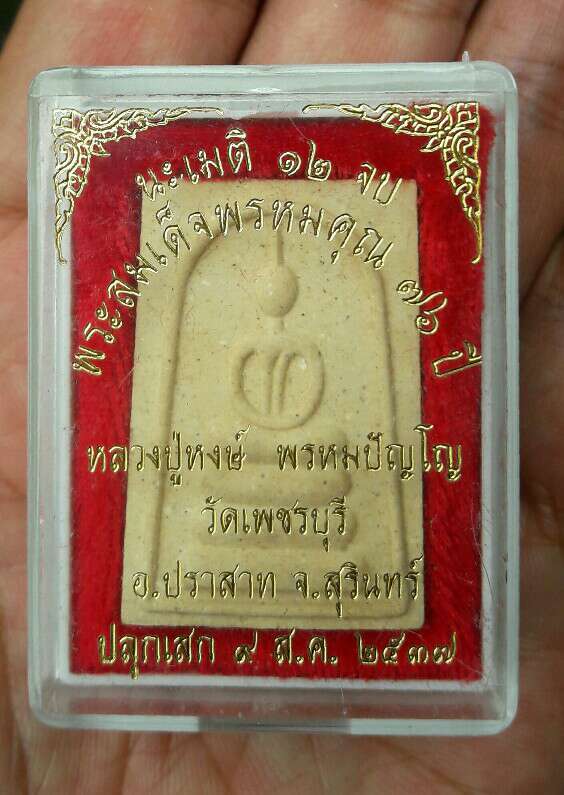 นะเมติ ๑๒ จบ
พระสมเด็จพรหมคุณ ๗๖ ปี
หลวงปู่หงษ์ พรหมปัญโญ
วัดเพชรบุรี
อ.ปราสาท จ.สุรินทร์
ปลุกเสก ๙ ส.ค. ๒๕๓๗